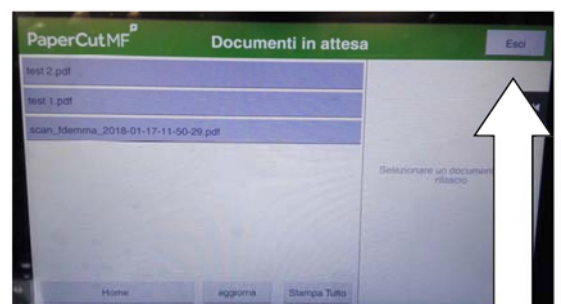 PaperCutMF
Documenti in attesa
Esci
test 2.pdf
test 1.pdf
scan_fdemma_2018-01-17-11-50-29.pdf
Selezionare un document
rilascio
Home
aggiorna
Stampa Tutto